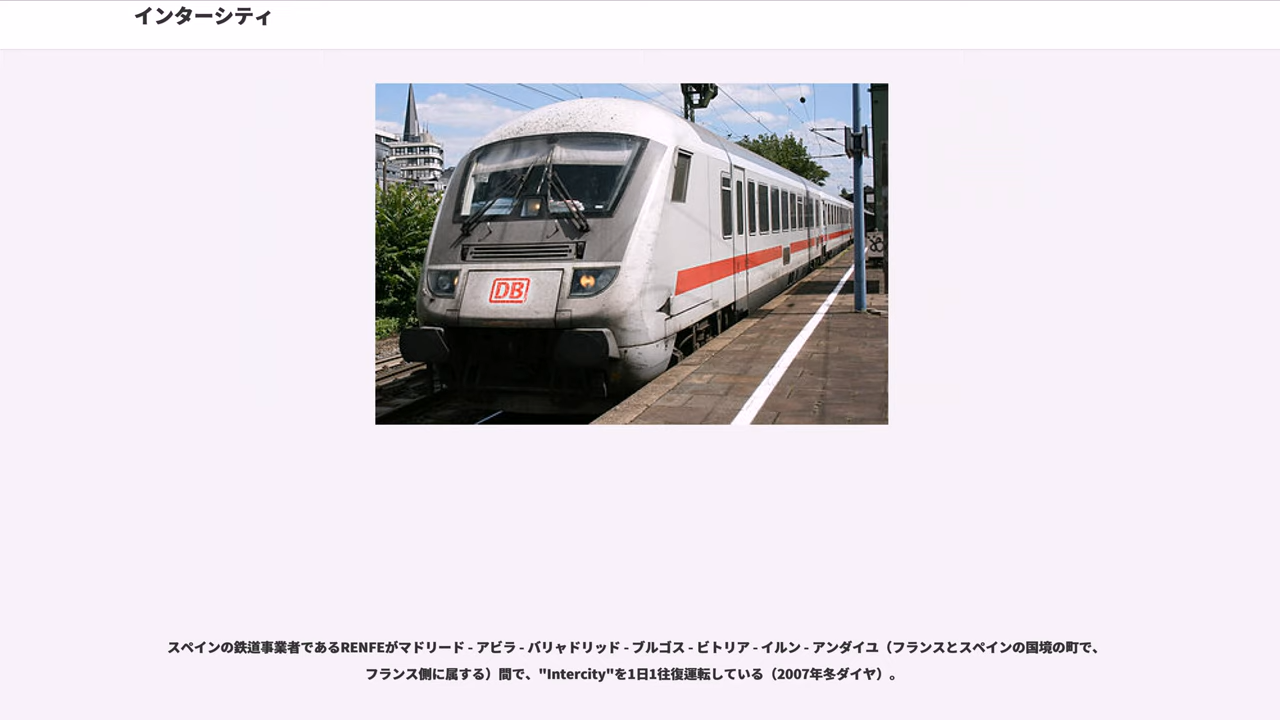 インターシティ
DB
スペインの鉄道事業者であるRENFEがマドリード - アビラ - バリャドリッド - ブルゴス - ビトリア - イルン - アンダイユ（フランスとスペインの国境の町で、
フランス側に属する）間で、"Intercity"を1日1往復運転している（2007年冬ダイヤ）。